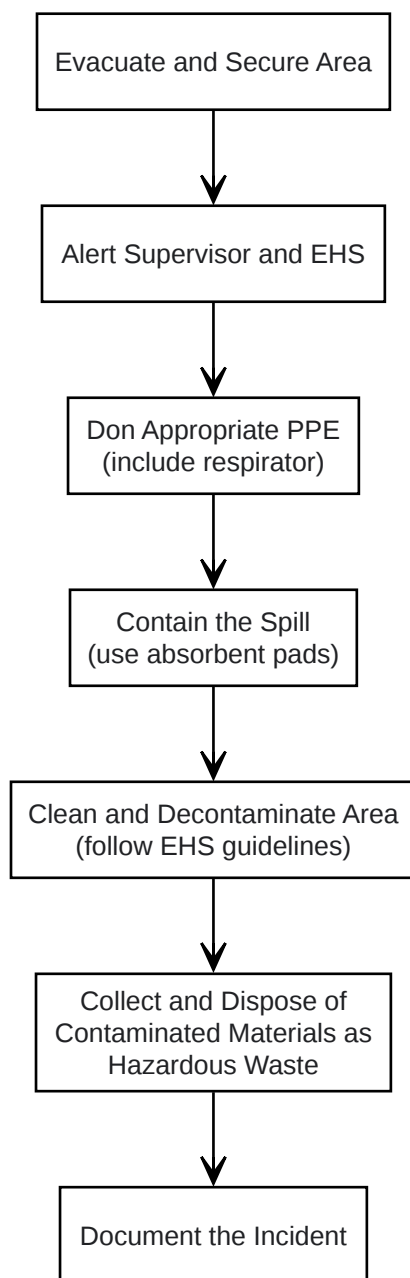 Evacuate and Secure Area
Alert Supervisor and EHS
Don Appropriate PPE
(include respirator)
Contain the Spill
(use absorbent pads)
Clean and Decontaminate Area
(follow EHS guidelines)
Collect and Dispose of
Contaminated Materials as
Hazardous Waste
Document the Incident